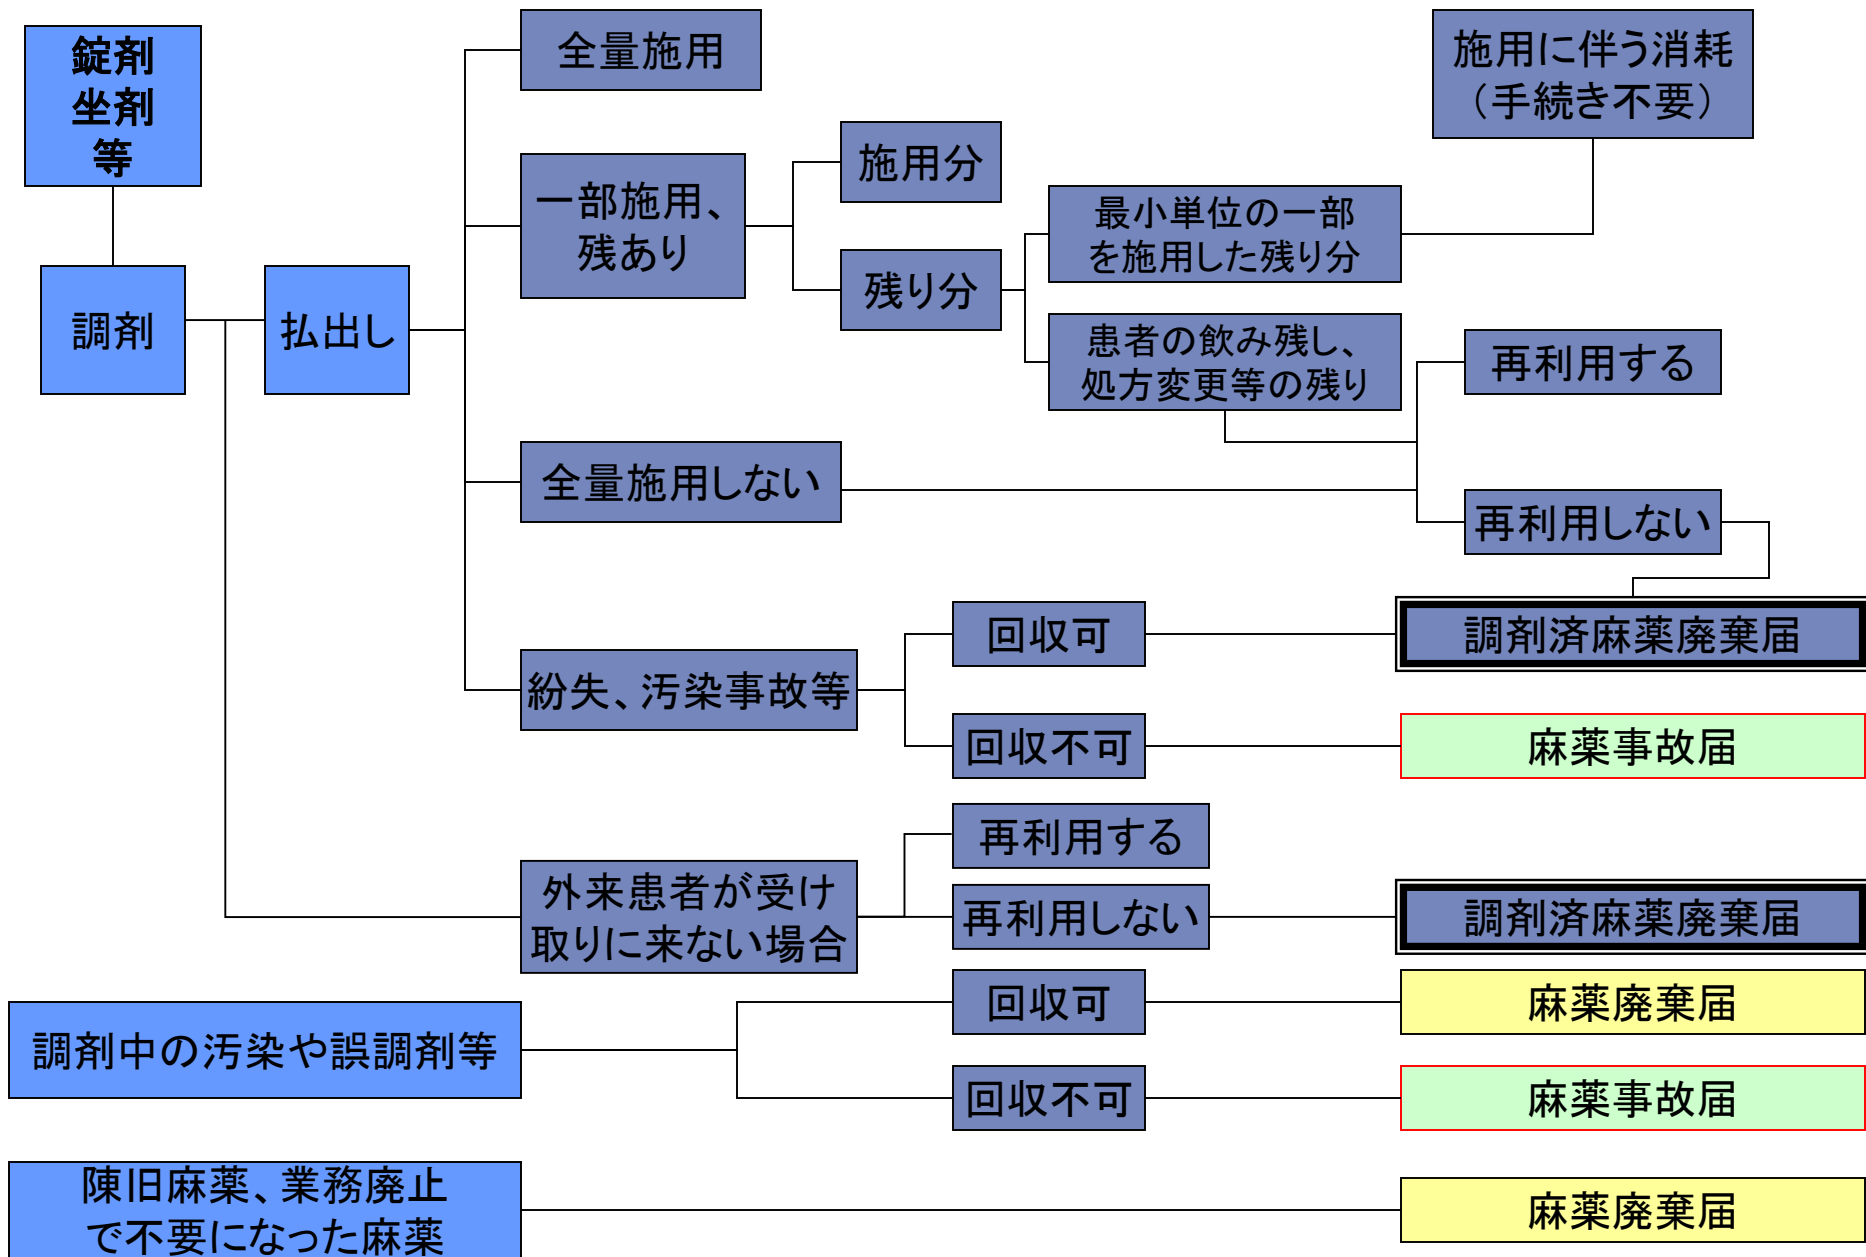 錠剤
坐剤
等
調剤
払出し
全量施用
一部施用、
残あり
施用分
残り分
最小単位の一部
を施用した残り分
施用に伴う消耗
（手続き不要）
患者の飲み残し、
処方変更等の残り
再利用する
全量施用しない
再利用しない
紛失、汚染事故等
回収可
調剤済麻薬廃棄届
回収不可
麻薬事故届
外来患者が受け
取りに来ない場合
再利用する
再利用しない
調剤済麻薬廃棄届
調剤中の汚染や誤調剤等
回収可
麻薬廃棄届
回収不可
麻薬事故届
陳旧麻薬、業務廃止
で不要になった麻薬
麻薬廃棄届